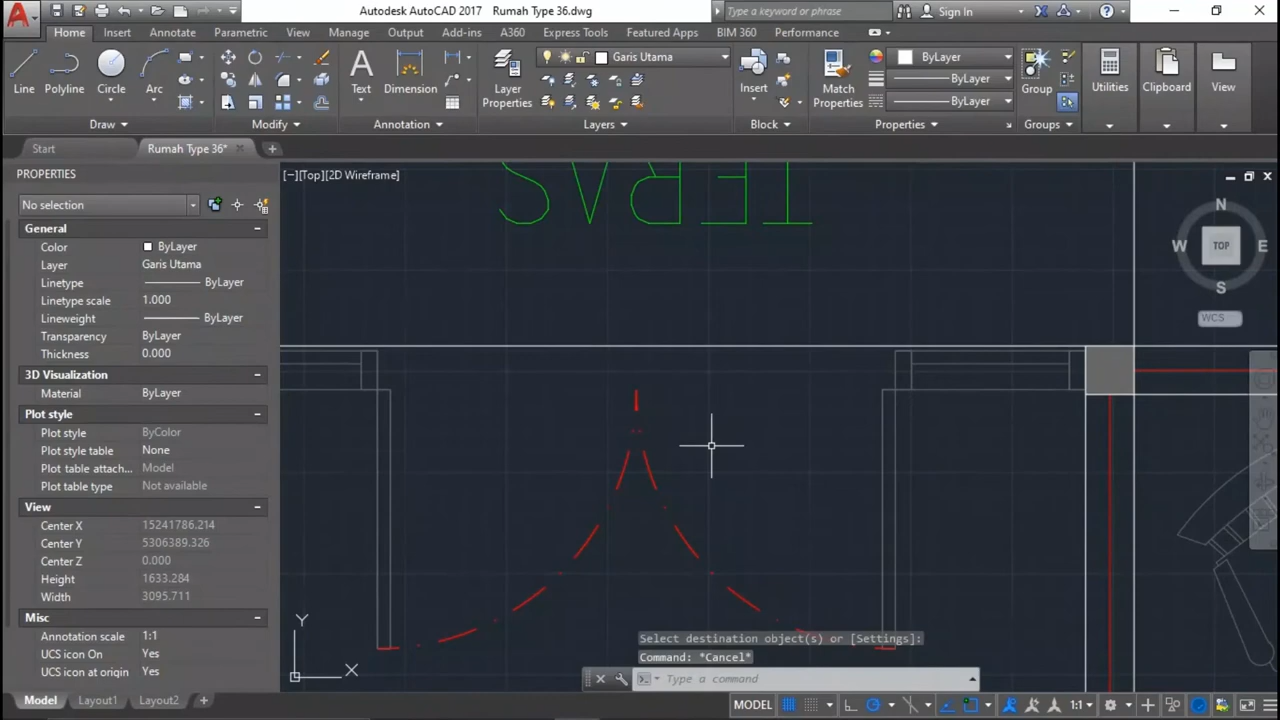 Autodesk AutoCAD 2017 Rumah Type 36.dwg
Type a keyword or phrase
Sign In
Home Insert Annotate Parametric View Manage Output Add-ins A360 Express Tools Featured Apps BIM 360 Performance
Garis Utama
ByLayer
ByLayer
ByLayer
Line Polyline Circle Arc
Text Dimension
Layer Properties
Insert
Match Properties
Group
Utilities
Clipboard
View
Draw Modify Annotation Layers Block Properties Groups
Start
Rumah Type 36*
PROPERTIES
No selection
General
Color ByLayer
Layer Garis Utama
Linetype ByLayer
Linetype scale 1.000
Lineweight ByLayer
Transparency ByLayer
Thickness 0.000
3D Visualization
Material ByLayer
Plot style
Plot style ByColor
Plot style table None
Plot table attach... Model
Plot table type Not available
View
Center X 15241786.214
Center Y 5306389.326
Center Z 0.000
Height 1633.284
Width 3095.711
Misc
Annotation scale 1:1
UCS icon On Yes
UCS icon at origin Yes
[−][Top][2D Wireframe]
TERAS
N
W TOP E
S
WCS
Y
X
Select destination object(s) or [Settings]:
Command: *Cancel*
Type a command
Model Layout1 Layout2 +
MODEL
1:1